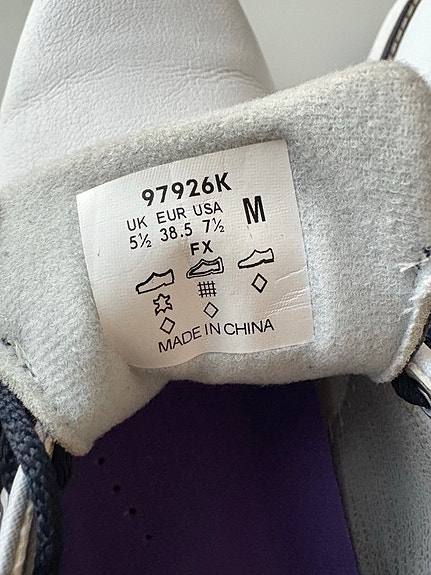 97926K
UK EUR USA M
5½ 38.5 7½
FX
MADE IN CHINA